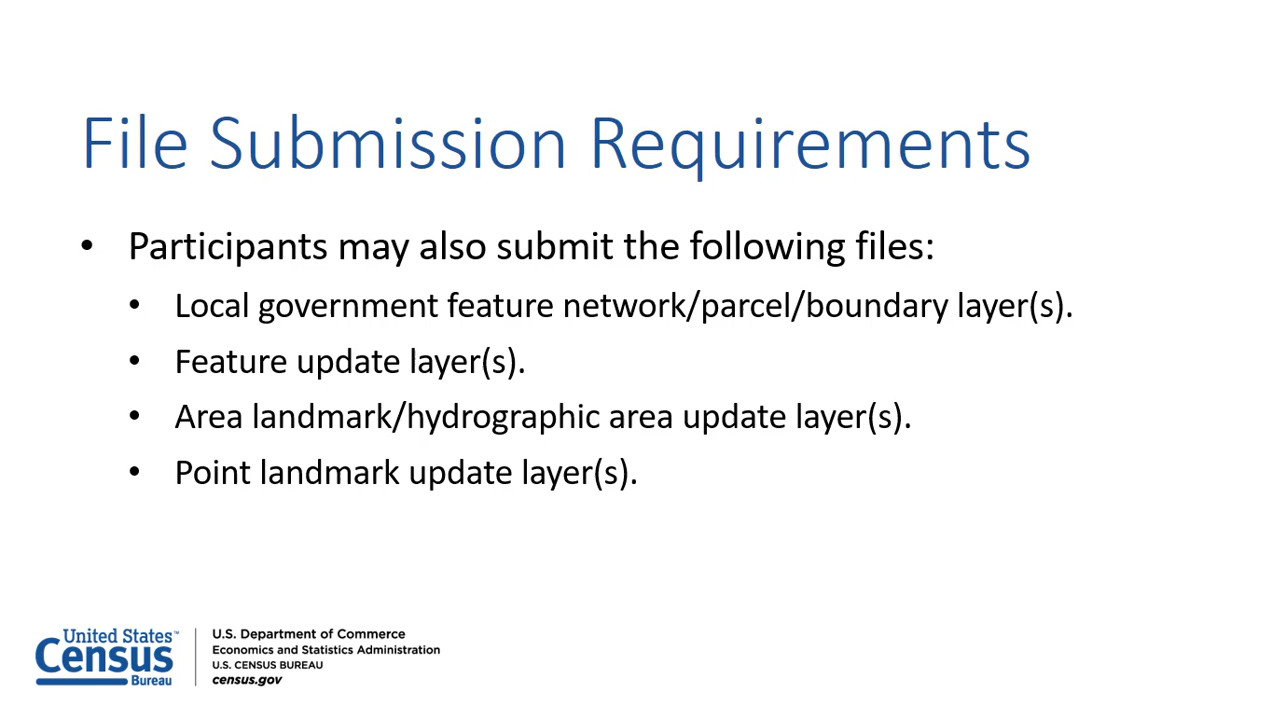 File Submission Requirements
• Participants may also submit the following files:
• Local government feature network/parcel/boundary layer(s).
• Feature update layer(s).
• Area landmark/hydrographic area update layer(s).
• Point landmark update layer(s).
United States™
Census
Bureau
U.S. Department of Commerce
Economics and Statistics Administration
U.S. CENSUS BUREAU
census.gov